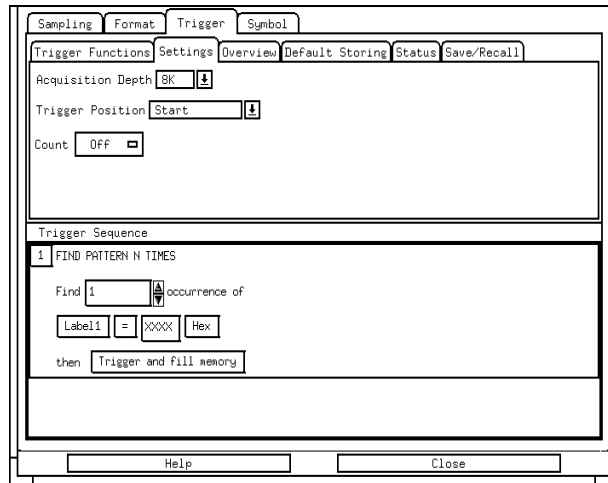 Sampling Format Trigger Symbol
Trigger Functions Settings Overview Default Storing Status Save/Recall
Acquisition Depth 8K
Trigger Position Start
Count Off
Trigger Sequence
1 FIND PATTERN N TIMES
Find 1 occurrence of
Label1 = XXXX Hex
then Trigger and fill memory
Help Close